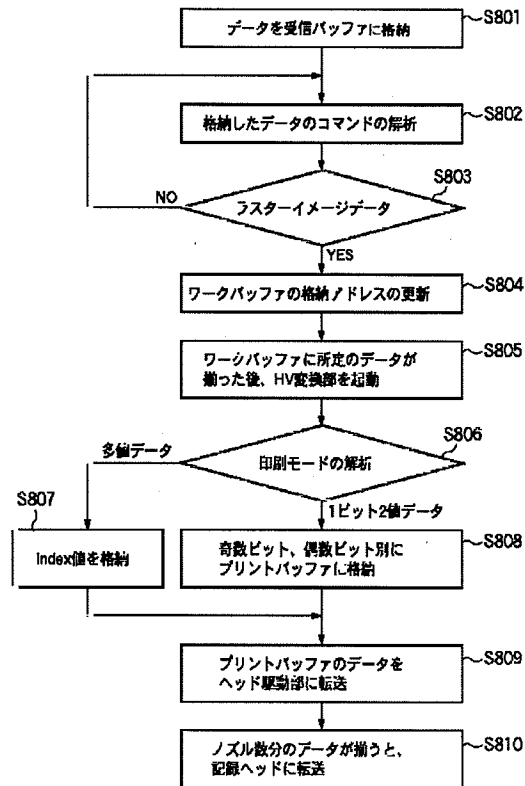 データを受信バッファに格納
S801
格納したデータのコマンドの解析
S802
ラスターイメージデータ
S803
NO
YES
ワークバッファの格納アドレスの更新
S804
ワークバッファに所定のデータが
揃った後、HV変換部を起動
S805
印刷モードの解析
S806
多値データ
1ビット2値データ
S807
Index値を格納
奇数ビット、偶数ビット別に
プリントバッファに格納
S808
プリントバッファのデータを
ヘッド駆動部に転送
S809
ノズル数分のデータが揃うと、
記録ヘッドに転送
S810